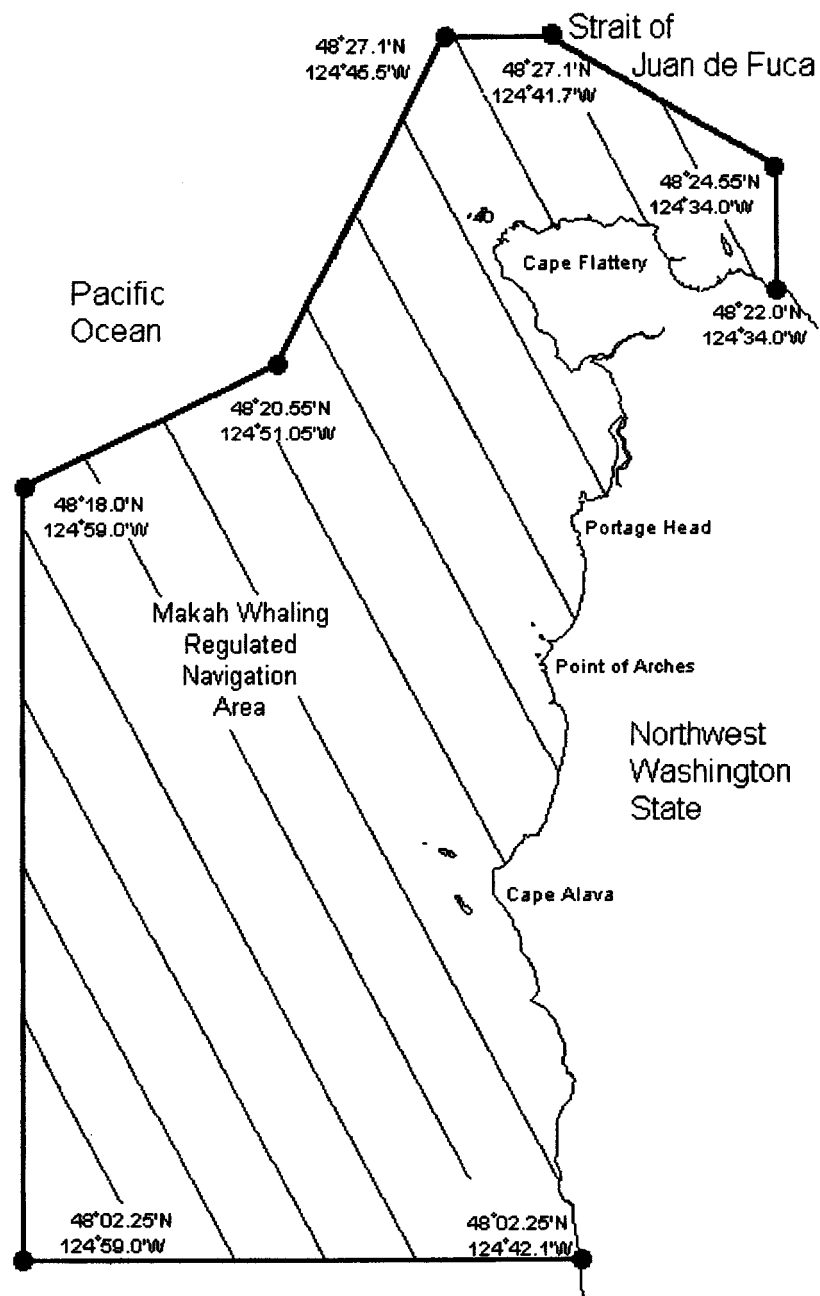 Strait of
Juan de Fuca
48°27.1'N
124°45.5'W
48°27.1'N
124°41.7'W
48°24.55'N
124°34.0'W
Cape Flattery
Pacific
Ocean
48°22.0'N
124°34.0'W
48°20.55'N
124°51.05'W
48°18.0'N
124°59.0'W
Portage Head
Makah Whaling
Regulated
Navigation
Area
Point of Arches
Northwest
Washington
State
Cape Alava
48°02.25'N
124°59.0'W
48°02.25'N
124°42.1'W